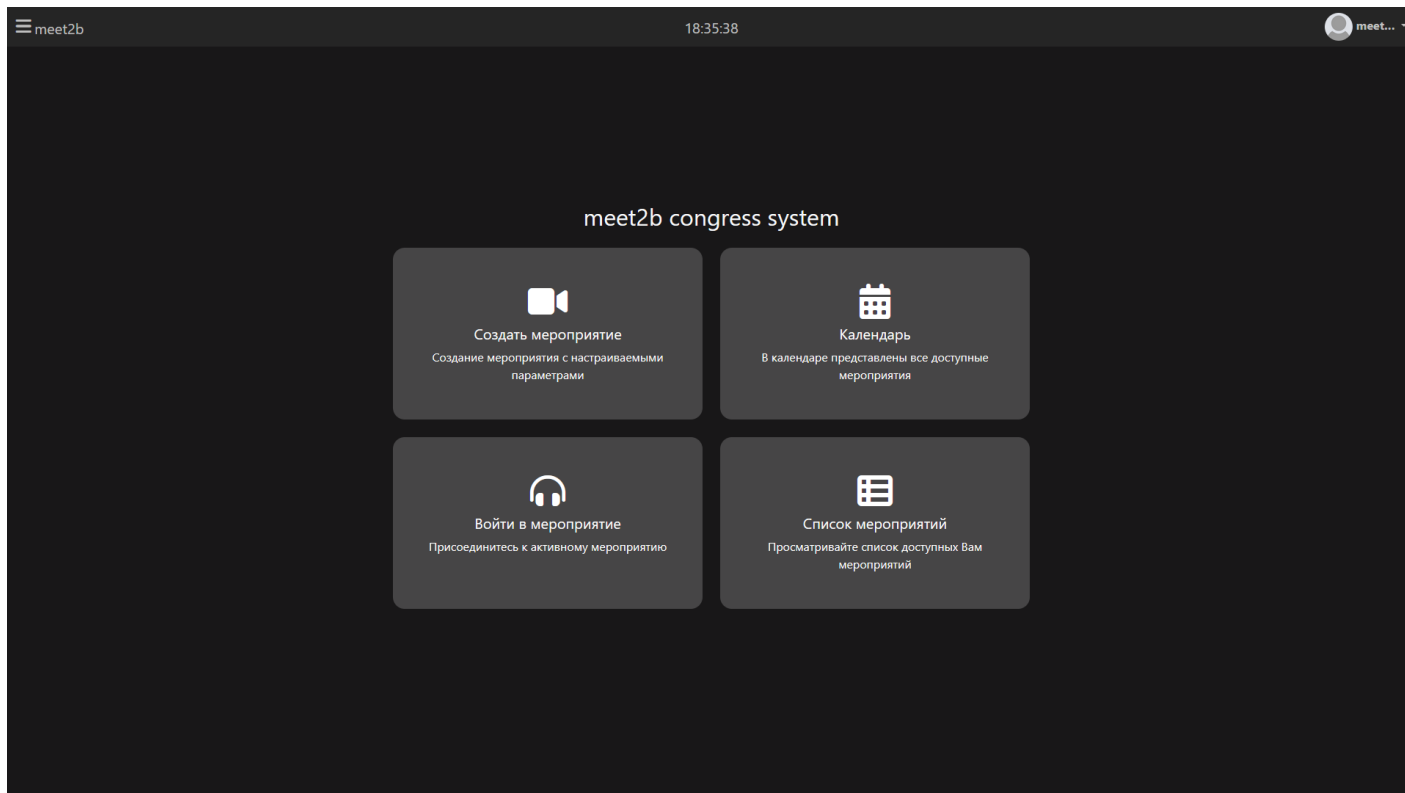 meet2b
18:35:38
meet...
meet2b congress system
Создать мероприятие
Создание мероприятия с настраиваемыми
параметрами
Календарь
В календаре представлены все доступные
мероприятия
Войти в мероприятие
Присоединитесь к активному мероприятию
Список мероприятий
Просматривайте список доступных Вам
мероприятий